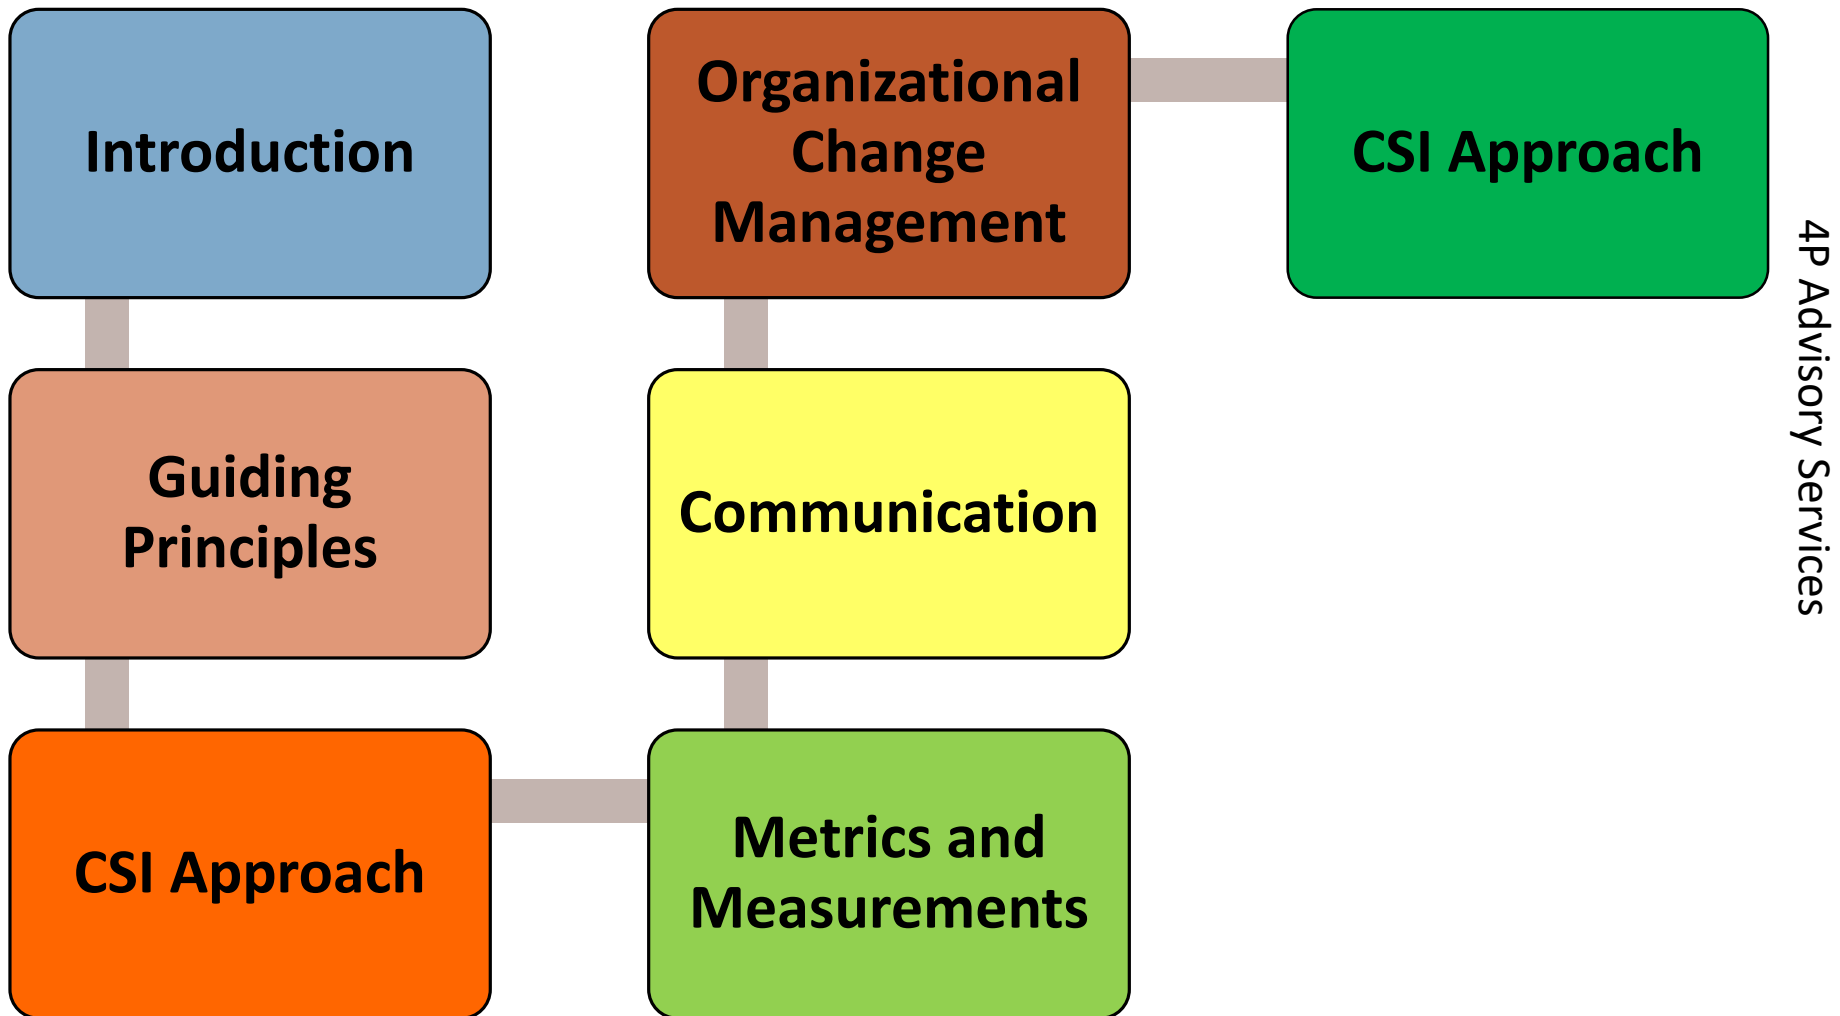 Introduction
Guiding
Principles
CSI Approach
Metrics and
Measurements
Communication
Organizational
Change
Management
CSI Approach
4P Advisory Services